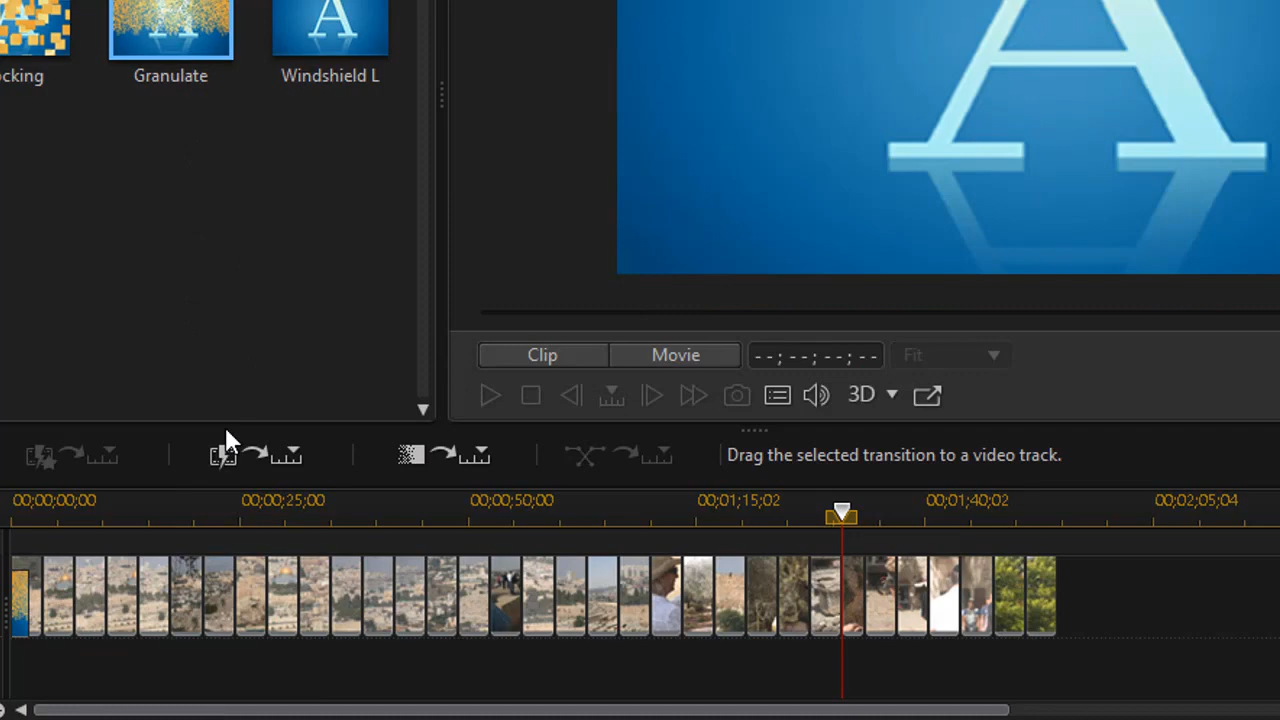 A
A
A
ocking
Granulate
Windshield L
Clip
Movie
--;--;--;--
Fit
3D
Drag the selected transition to a video track.
00;00;00;00
00;00;25;00
00;00;50;00
00;01;15;02
00;01;40;02
00;02;05;04